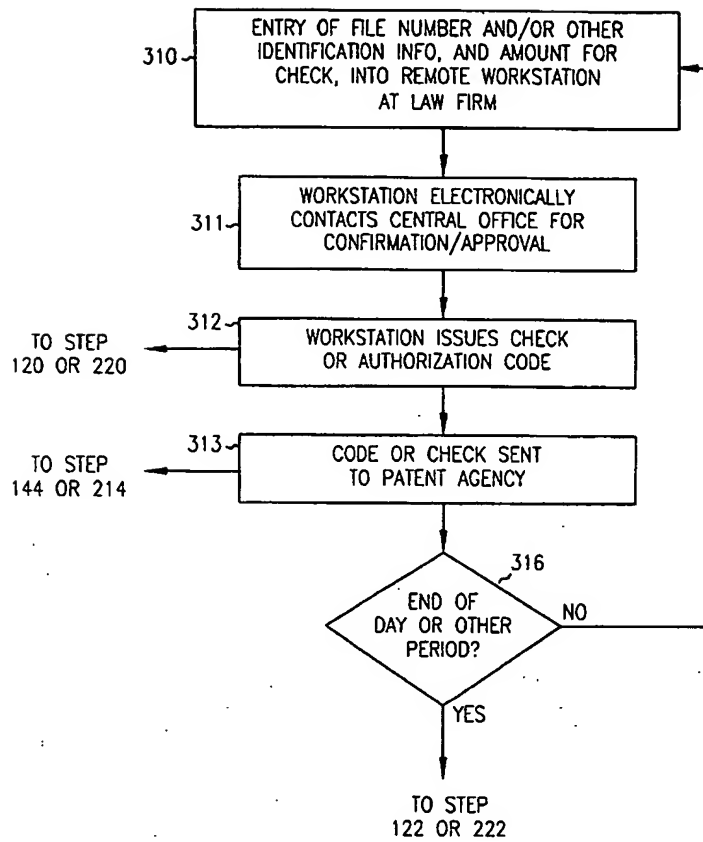 310
ENTRY OF FILE NUMBER AND/OR OTHER
IDENTIFICATION INFO, AND AMOUNT FOR
CHECK, INTO REMOTE WORKSTATION
AT LAW FIRM
311
WORKSTATION ELECTRONICALLY
CONTACTS CENTRAL OFFICE FOR
CONFIRMATION/APPROVAL
312
WORKSTATION ISSUES CHECK
OR AUTHORIZATION CODE
TO STEP
120 OR 220
313
CODE OR CHECK SENT
TO PATENT AGENCY
TO STEP
144 OR 214
316
END OF
DAY OR OTHER
PERIOD?
NO
YES
TO STEP
122 OR 222